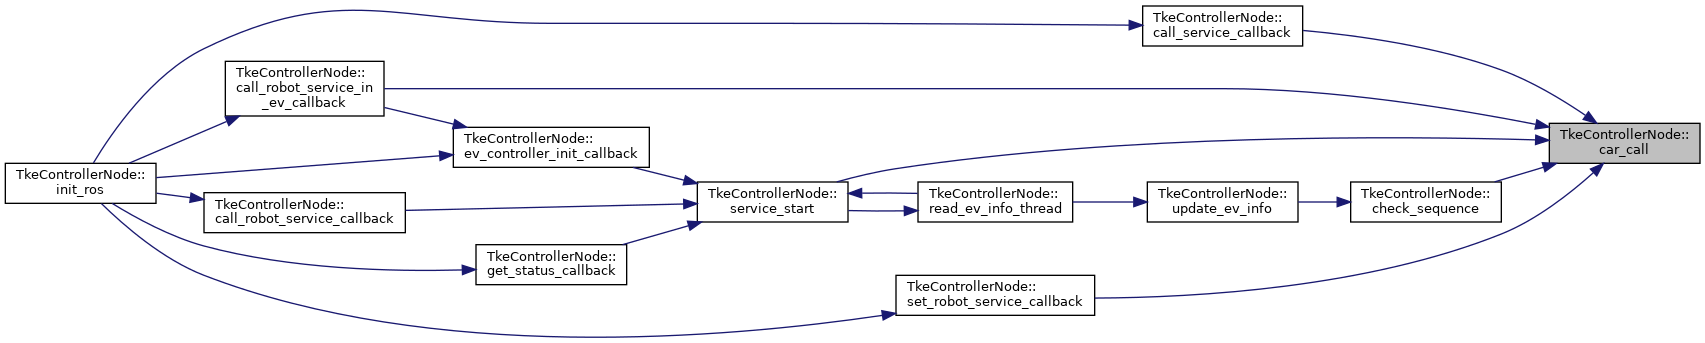 TkeControllerNode::
call_service_callback
TkeControllerNode::
call_robot_service_in
_ev_callback
TkeControllerNode::
car_call
TkeControllerNode::
ev_controller_init_callback
TkeControllerNode::
init_ros
TkeControllerNode::
call_robot_service_callback
TkeControllerNode::
service_start
TkeControllerNode::
read_ev_info_thread
TkeControllerNode::
update_ev_info
TkeControllerNode::
check_sequence
TkeControllerNode::
get_status_callback
TkeControllerNode::
set_robot_service_callback